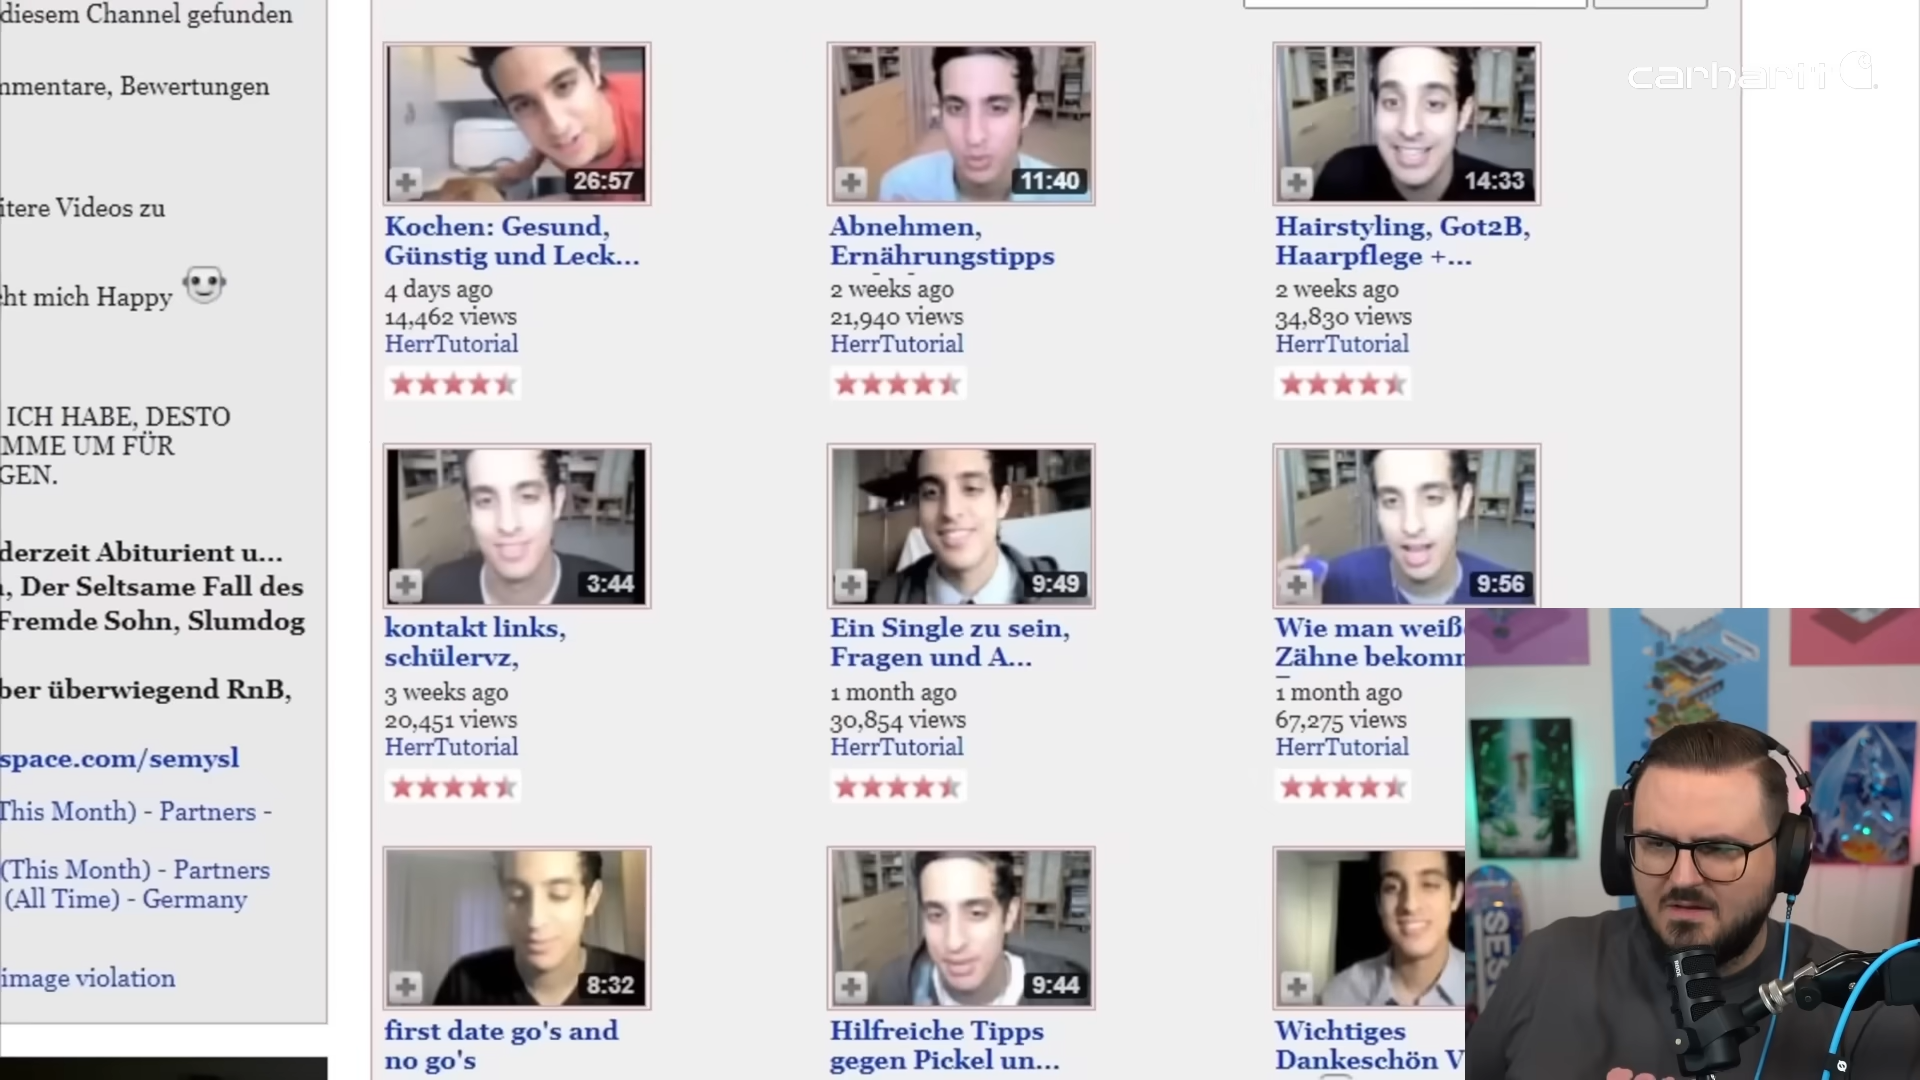 diesem Channel gefunden
mmentare, Bewertungen
itere Videos zu
cht mich Happy
ICH HABE, DESTO
MME UM FÜR
GEN.
derzeit Abiturient u...
, Der Seltsame Fall des
Fremde Sohn, Slumdog
ber überwiegend RnB,
space.com/semysl
This Month) - Partners -
(This Month) - Partners
(All Time) - Germany
image violation
carhartt
26:57
11:40
14:33
Kochen: Gesund,
Günstig und Leck...
4 days ago
14,462 views
HerrTutorial
Abnehmen,
Ernährungstipps
2 weeks ago
21,940 views
HerrTutorial
Hairstyling, Got2B,
Haarpflege +...
2 weeks ago
34,830 views
HerrTutorial
3:44
9:49
9:56
kontakt links,
schülervz,
3 weeks ago
20,451 views
HerrTutorial
Ein Single zu sein,
Fragen und A...
1 month ago
30,854 views
HerrTutorial
Wie man weiß
Zähne bekomm
1 month ago
67,275 views
HerrTutorial
8:32
9:44
first date go's and
no go's
Hilfreiche Tipps
gegen Pickel un...
Wichtiges
Dankeschön V
SES
RODE